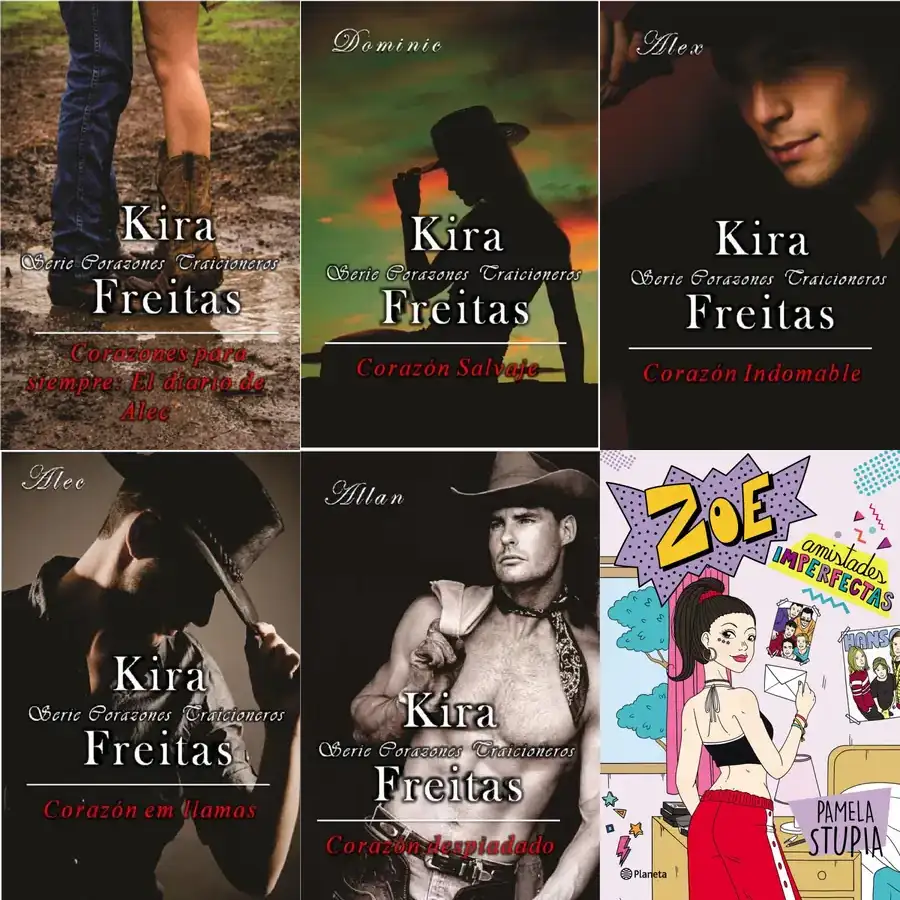 Kira
Serie Corazones Traicioneros
Freitas
Corazones para
siempre: El diario de
Alec
Dominic
Kira
Serie Corazones Traicioneros
Freitas
Corazón Salvaje
Alex
Kira
Serie Corazones Traicioneros
Freitas
Corazón Indomable
Alec
Kira
Serie Corazones Traicioneros
Freitas
Corazón em llamas
Allan
Kira
Serie Corazones Traicioneros
Freitas
Corazón despiadado
ZOE
amistades
IMPERFECTAS
HANSO
PAMELA
STUPIA
Planeta